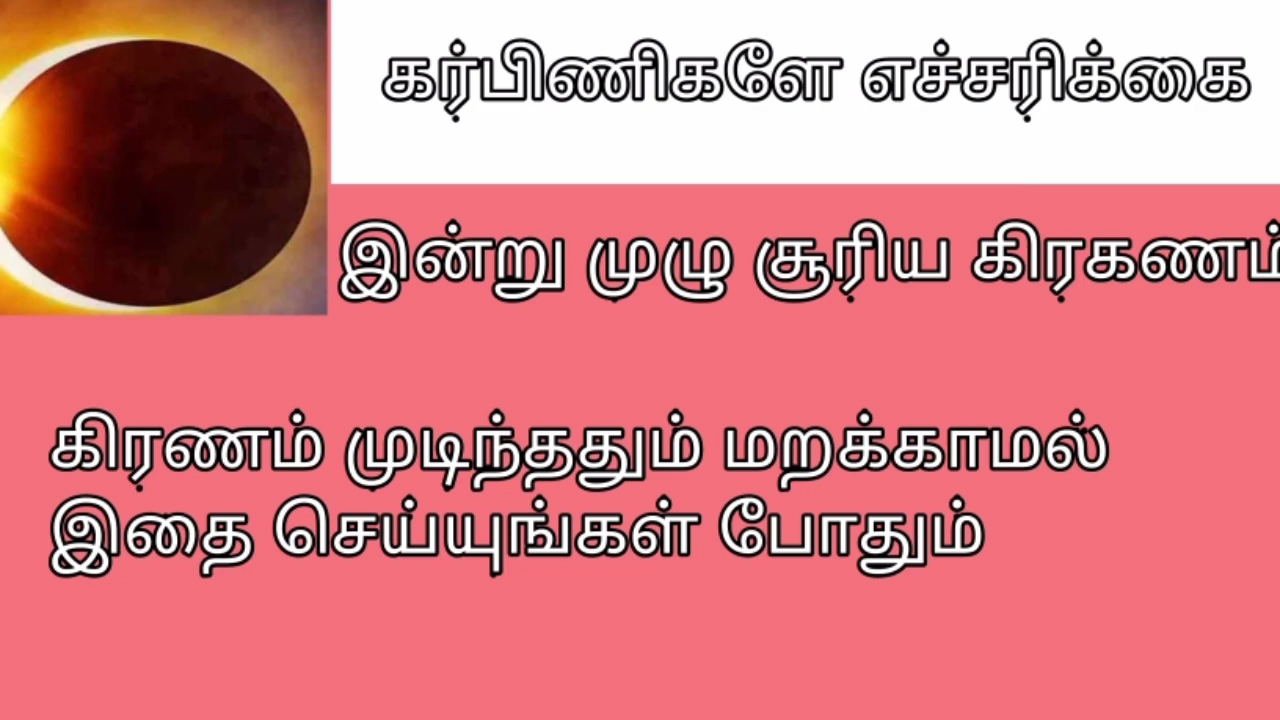 கர்பிணிகளே எச்சரிக்கை
இன்று முழு சூரிய கிரகணம்
கிரணம் முடிந்ததும் மறக்காமல்
இதை செய்யுங்கள் போதும்